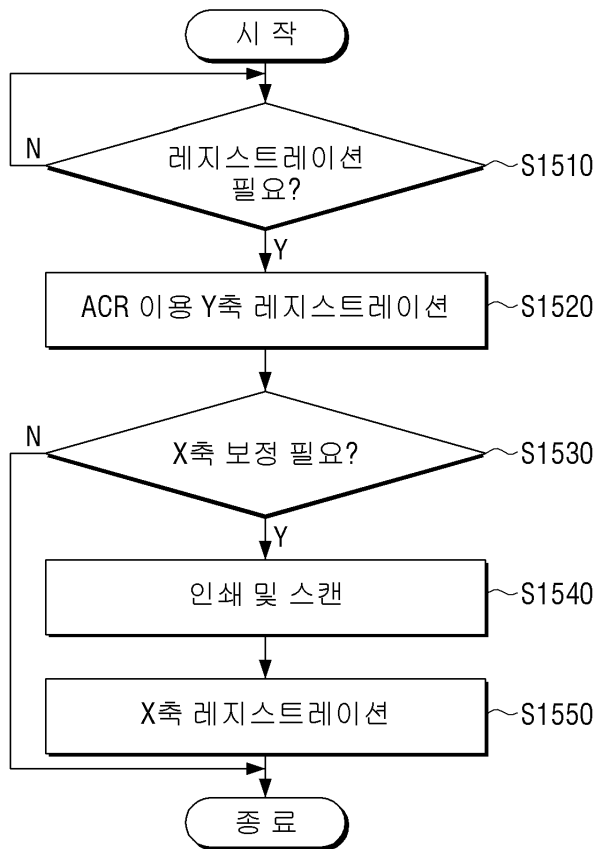 시 작
N
레지스트레이션
필요?
S1510
Y
ACR 이용 Y축 레지스트레이션
S1520
N
X축 보정 필요?
S1530
Y
인쇄 및 스캔
S1540
X축 레지스트레이션
S1550
종 료